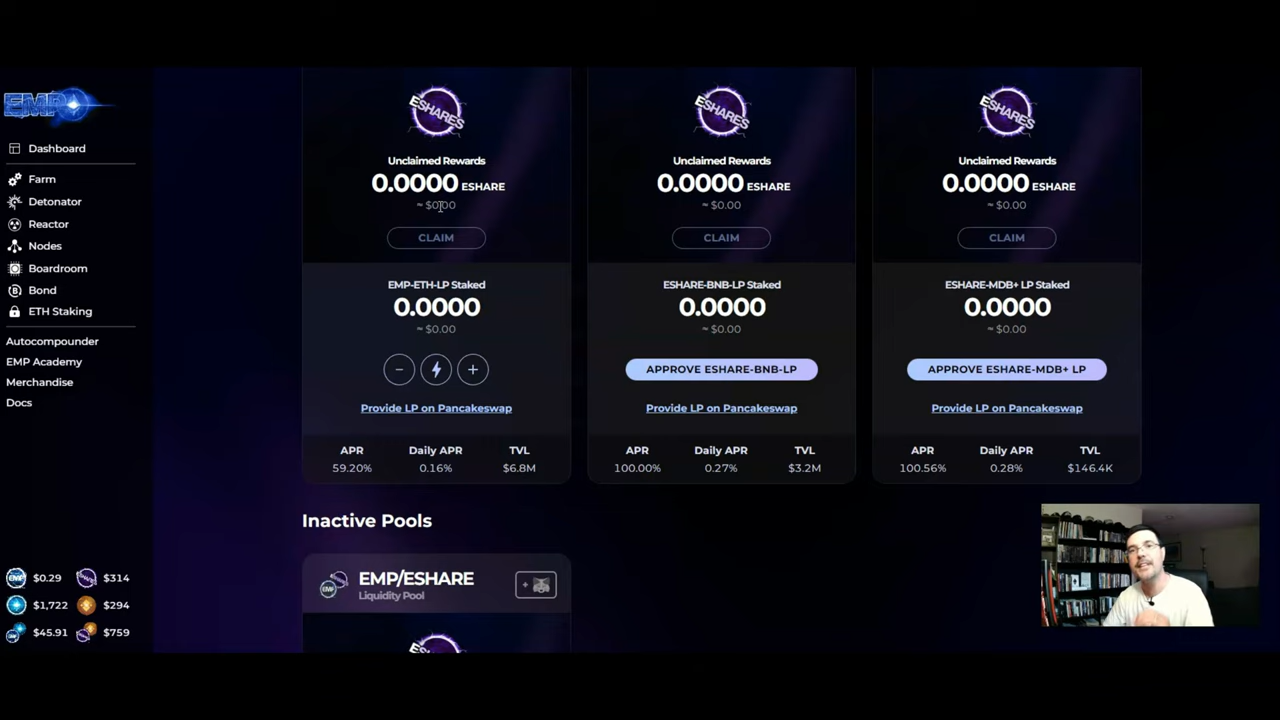 EMP
Dashboard
Farm
Detonator
Reactor
Nodes
Boardroom
Bond
ETH Staking
Autocompounder
EMP Academy
Merchandise
Docs
EMP $0.29 $314
$1,722 $294
$45.91 $759
ESHARES
Unclaimed Rewards
0.0000 ESHARE
≈ $0.00
CLAIM
EMP-ETH-LP Staked
0.0000
≈ $0.00
Provide LP on Pancakeswap
APR Daily APR TVL
59.20% 0.16% $6.8M
ESHARES
Unclaimed Rewards
0.0000 ESHARE
≈ $0.00
CLAIM
ESHARE-BNB-LP Staked
0.0000
≈ $0.00
APPROVE ESHARE-BNB-LP
Provide LP on Pancakeswap
APR Daily APR TVL
100.00% 0.27% $3.2M
ESHARES
Unclaimed Rewards
0.0000 ESHARE
≈ $0.00
CLAIM
ESHARE-MDB+ LP Staked
0.0000
≈ $0.00
APPROVE ESHARE-MDB+ LP
Provide LP on Pancakeswap
APR Daily APR TVL
100.56% 0.28% $146.4K
Inactive Pools
EMP EMP/ESHARE
Liquidity Pool